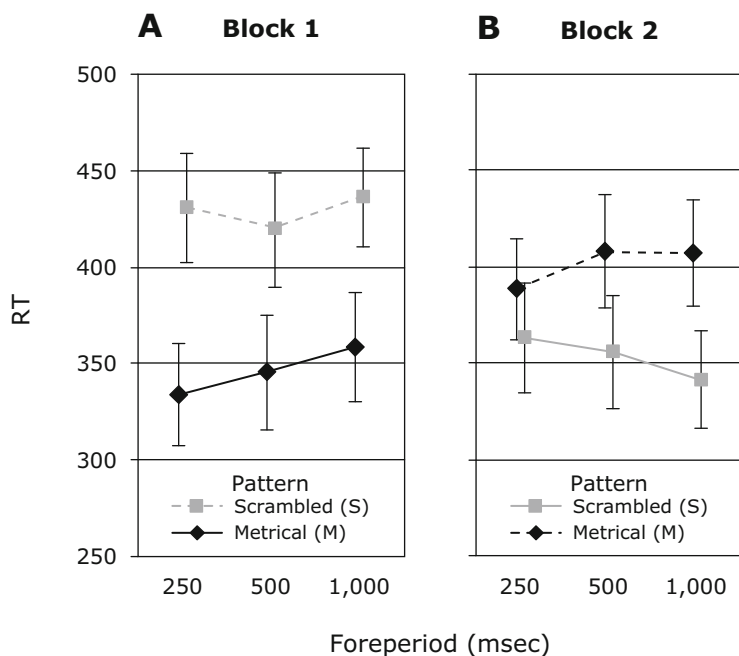 A Block 1
B Block 2
500
450
400
350
300
250
RT
Pattern
Scrambled (S)
Metrical (M)
Pattern
Scrambled (S)
Metrical (M)
250 500 1,000
250 500 1,000
Foreperiod (msec)